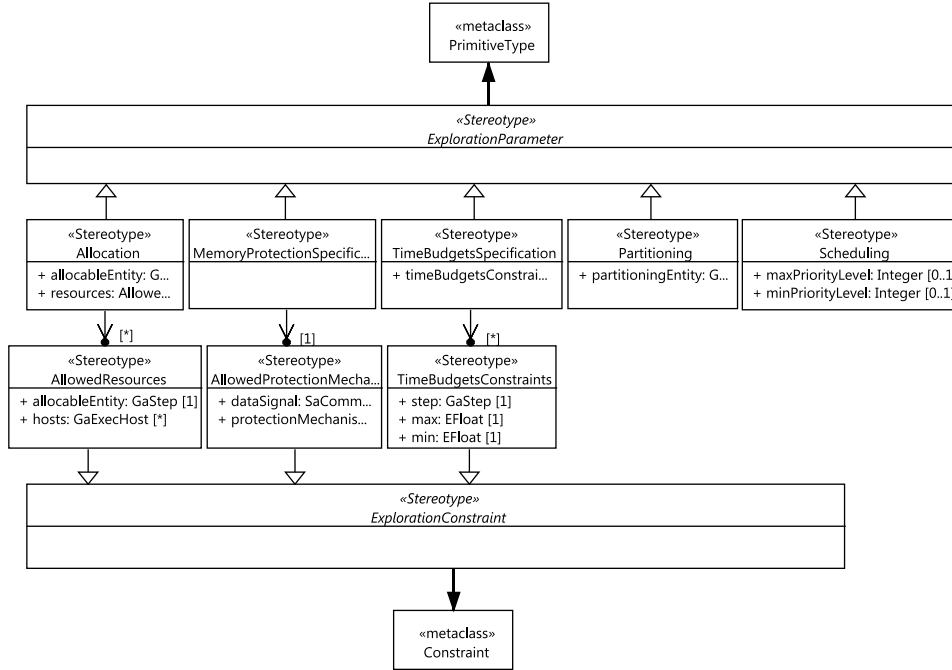 «metaclass»
PrimitiveType
«Stereotype»
ExplorationParameter
«Stereotype»
Allocation
+ allocableEntity: G...
+ resources: Allowe...
«Stereotype»
MemoryProtectionSpecific...
«Stereotype»
TimeBudgetsSpecification
+ timeBudgetsConstrai...
«Stereotype»
Partitioning
+ partitioningEntity: G...
«Stereotype»
Scheduling
+ maxPriorityLevel: Integer [0..1
+ minPriorityLevel: Integer [0..1]
[*]
[1]
[*]
«Stereotype»
AllowedResources
+ allocableEntity: GaStep [1]
+ hosts: GaExecHost [*]
«Stereotype»
AllowedProtectionMecha...
+ dataSignal: SaComm...
+ protectionMechanis...
«Stereotype»
TimeBudgetsConstraints
+ step: GaStep [1]
+ max: EFloat [1]
+ min: EFloat [1]
«Stereotype»
ExplorationConstraint
«metaclass»
Constraint